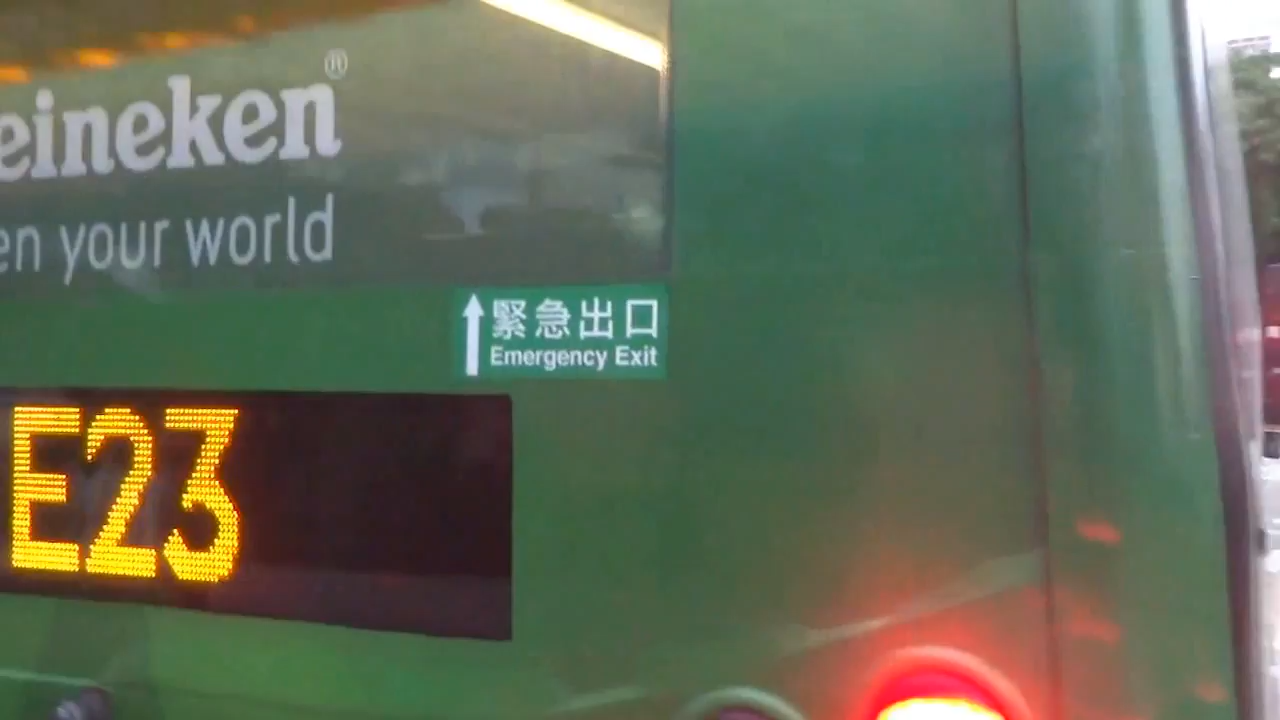 eineken®
en your world
緊急出口
Emergency Exit
E23